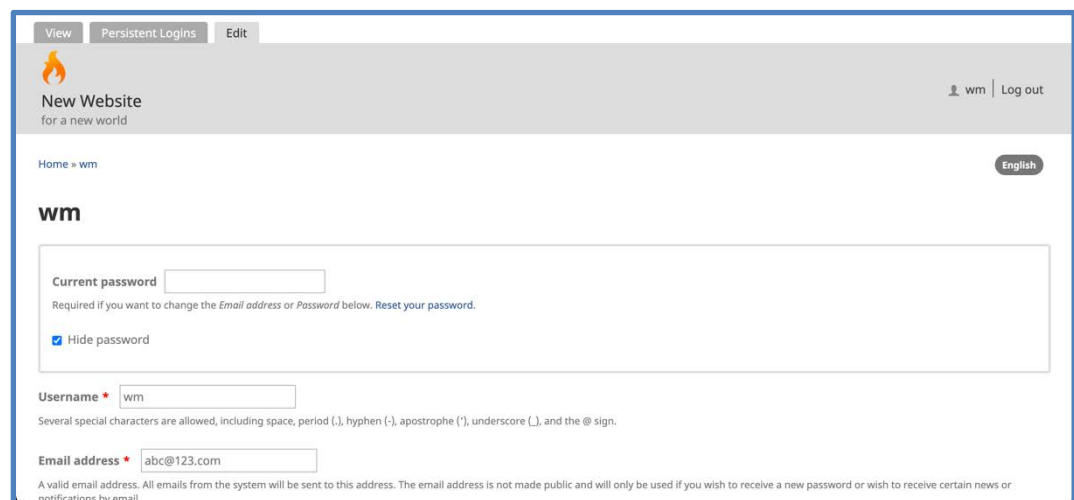 View Persistent Logins Edit
New Website
for a new world
wm Log out
Home » wm
English
wm
Current password
Required if you want to change the Email address or Password below. Reset your password.
Hide password
Username * wm
Several special characters are allowed, including space, period (.), hyphen (-), apostrophe ('), underscore (_), and the @ sign.
Email address * abc@123.com
A valid email address. All emails from the system will be sent to this address. The email address is not made public and will only be used if you wish to receive a new password or wish to receive certain news or
notifications by email.